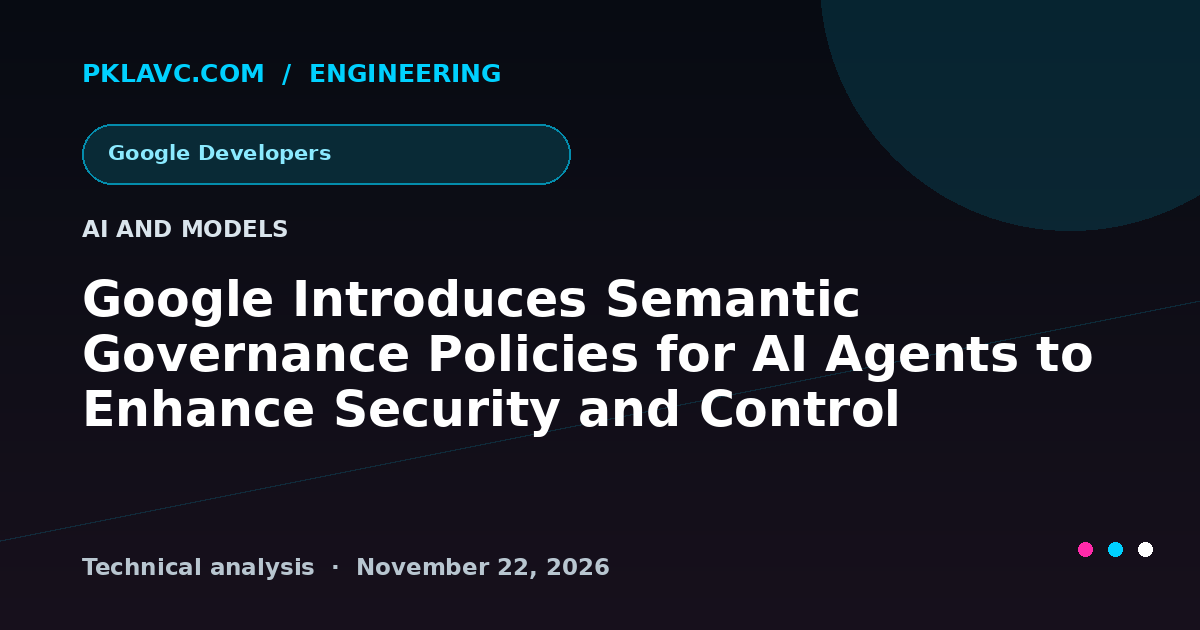 PKLAVC.COM / ENGINEERING
Google Developers
AI AND MODELS
Google Introduces Semantic
Governance Policies for AI Agents to
Enhance Security and Control
Technical analysis · November 22, 2026